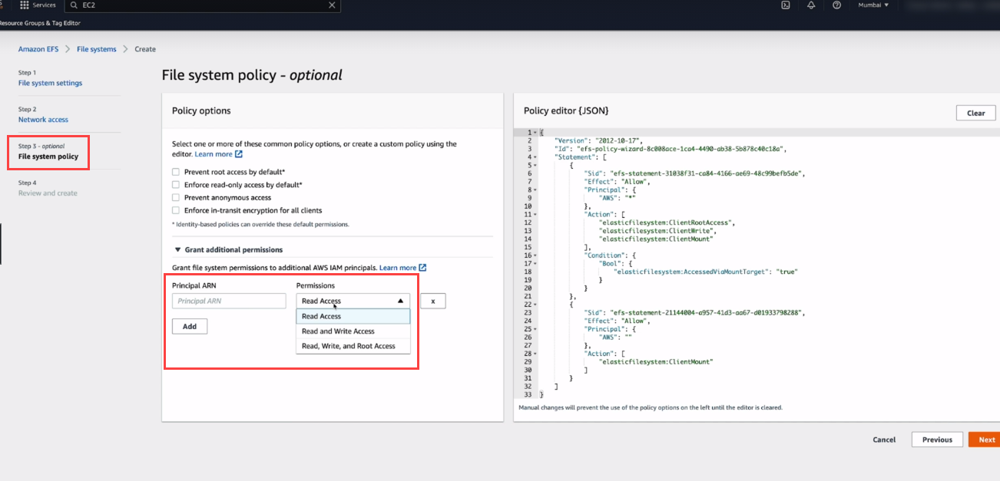 Services
EC2
Mumbai
Resource Groups & Tag Editor
Amazon EFS
File systems
Create
Step 1
File system settings
Step 2
Network access
Step 3 - optional
File system policy
Step 4
Review and create
File system policy - optional
Policy options
Select one or more of these common policy options, or create a custom policy using the
editor. Learn more
Prevent root access by default*
Enforce read-only access by default*
Prevent anonymous access
Enforce in-transit encryption for all clients
* Identity-based policies can override these default permissions.
Grant additional permissions
Grant file system permissions to additional AWS IAM principals. Learn more
Principal ARN
Permissions
Principal ARN
Read Access
x
Read Access
Add
Read and Write Access
Read, Write, and Root Access
Policy editor {JSON}
Clear
1 {
2 "Version": "2012-10-17",
3 "Id": "efs-policy-wizard-8c008ace-1ca4-4490-ab38-5b878c40c18a",
4 "Statement": [
5 {
6 "Sid": "efs-statement-31038f31-ca84-4166-ae69-48c99befb5de",
7 "Effect": "Allow",
8 "Principal": {
9 "AWS": "*"
10 },
11 "Action": [
12 "elasticfilesystem:ClientRootAccess",
13 "elasticfilesystem:ClientWrite",
14 "elasticfilesystem:ClientMount"
15 ],
16 "Condition": {
17 "Bool": {
18 "elasticfilesystem:AccessedViaMountTarget": "true"
19 }
20 }
21 },
22 {
23 "Sid": "efs-statement-21144004-a957-41d3-aa67-d01933798288",
24 "Effect": "Allow",
25 "Principal": {
26 "AWS": ""
27 },
28 "Action": [
29 "elasticfilesystem:ClientMount"
30 ]
31 }
32 ]
33 }
Manual changes will prevent the use of the policy options on the left until the editor is cleared.
Cancel
Previous
Next